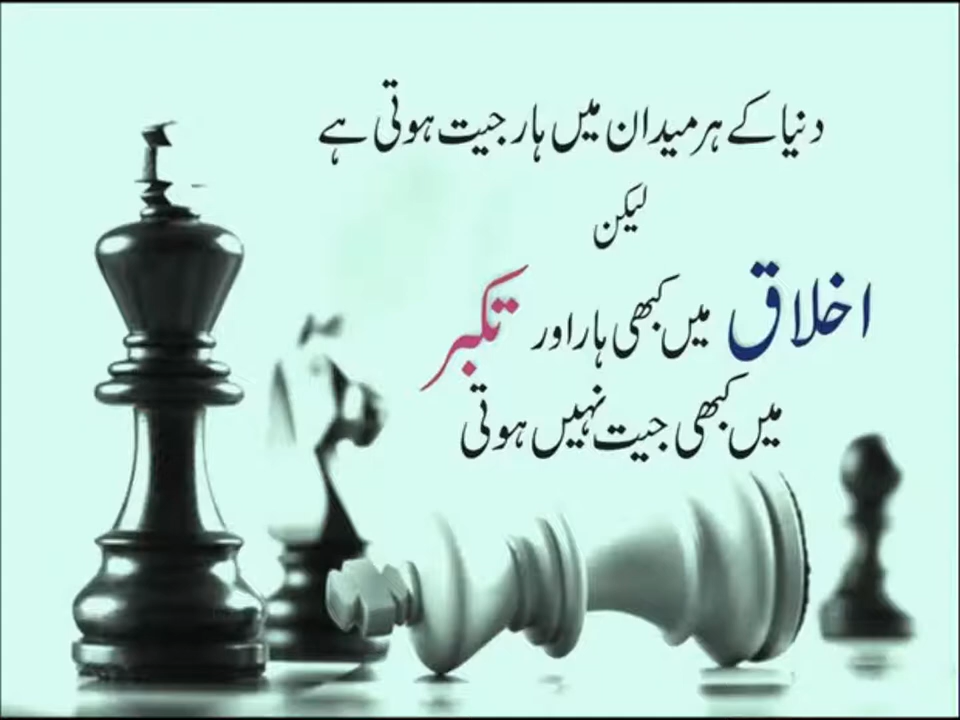 دنیا کے ہر میدان میں ہار جیت ہوتی ہے
لیکن
اخلاق میں کبھی ہار اور تکبر
میں کبھی جیت نہیں ہوتی